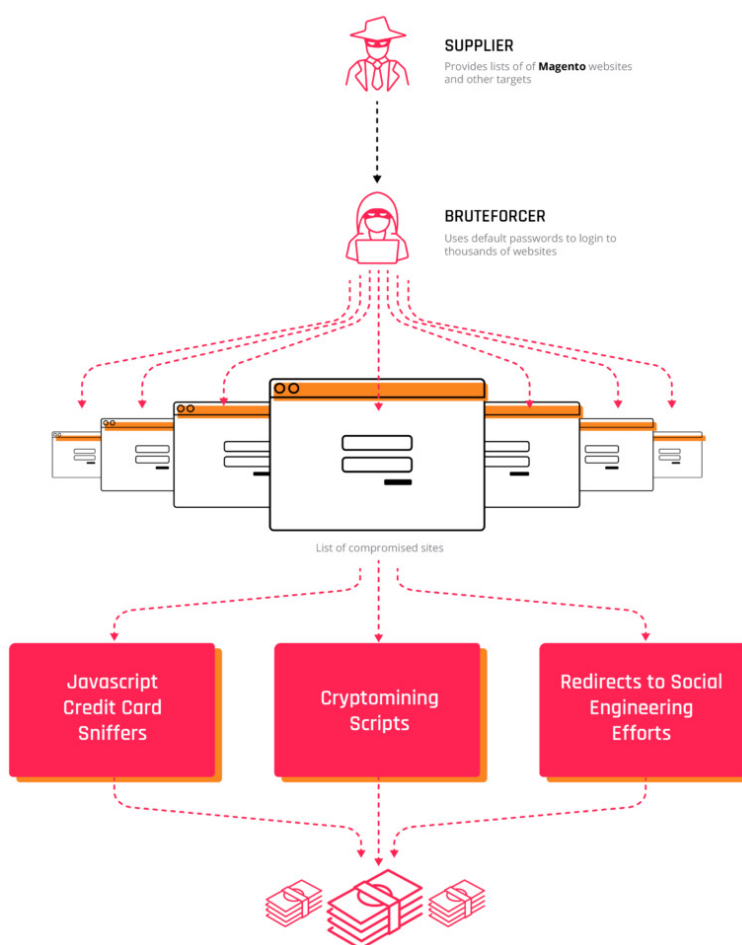 SUPPLIER
Provides lists of of Magento websites
and other targets
BRUTEFORCER
Uses default passwords to login to
thousands of websites
List of compromised sites
Javascript
Credit Card
Sniffers
Cryptomining
Scripts
Redirects to Social
Engineering
Efforts